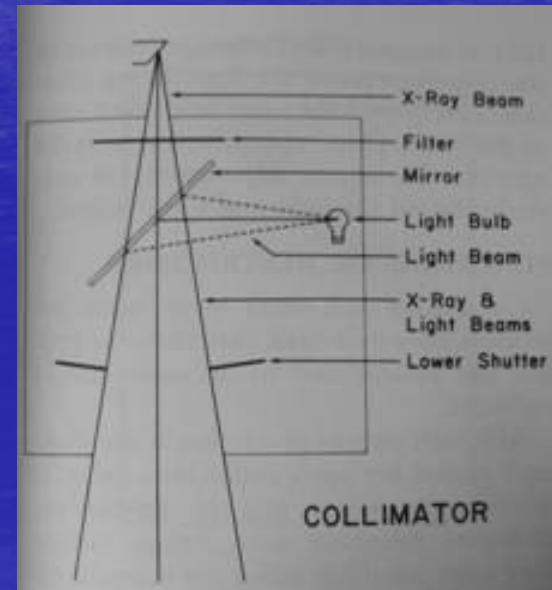 X-Ray Beam
Filter
Mirror
Light Bulb
Light Beam
X-Ray &
Light Beams
Lower Shutter
COLLIMATOR